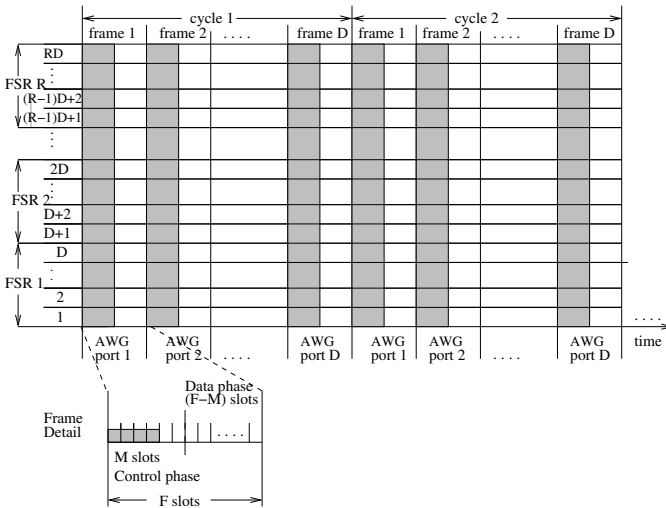 cycle 1 cycle 2
frame 1 frame 2 . . . . frame D frame 1 frame 2 . . . . frame D
RD
FSR R
(R−1)D+2
(R−1)D+1
2D
FSR 2
D+2
D+1
D
FSR 1
2
1
. . . .
AWG port 1
AWG port 2
. . . .
AWG port D
AWG port 1
AWG port 2
. . . .
AWG port D
time
Data phase
(F−M) slots
Frame
Detail
. . . .
M slots
Control phase
F slots